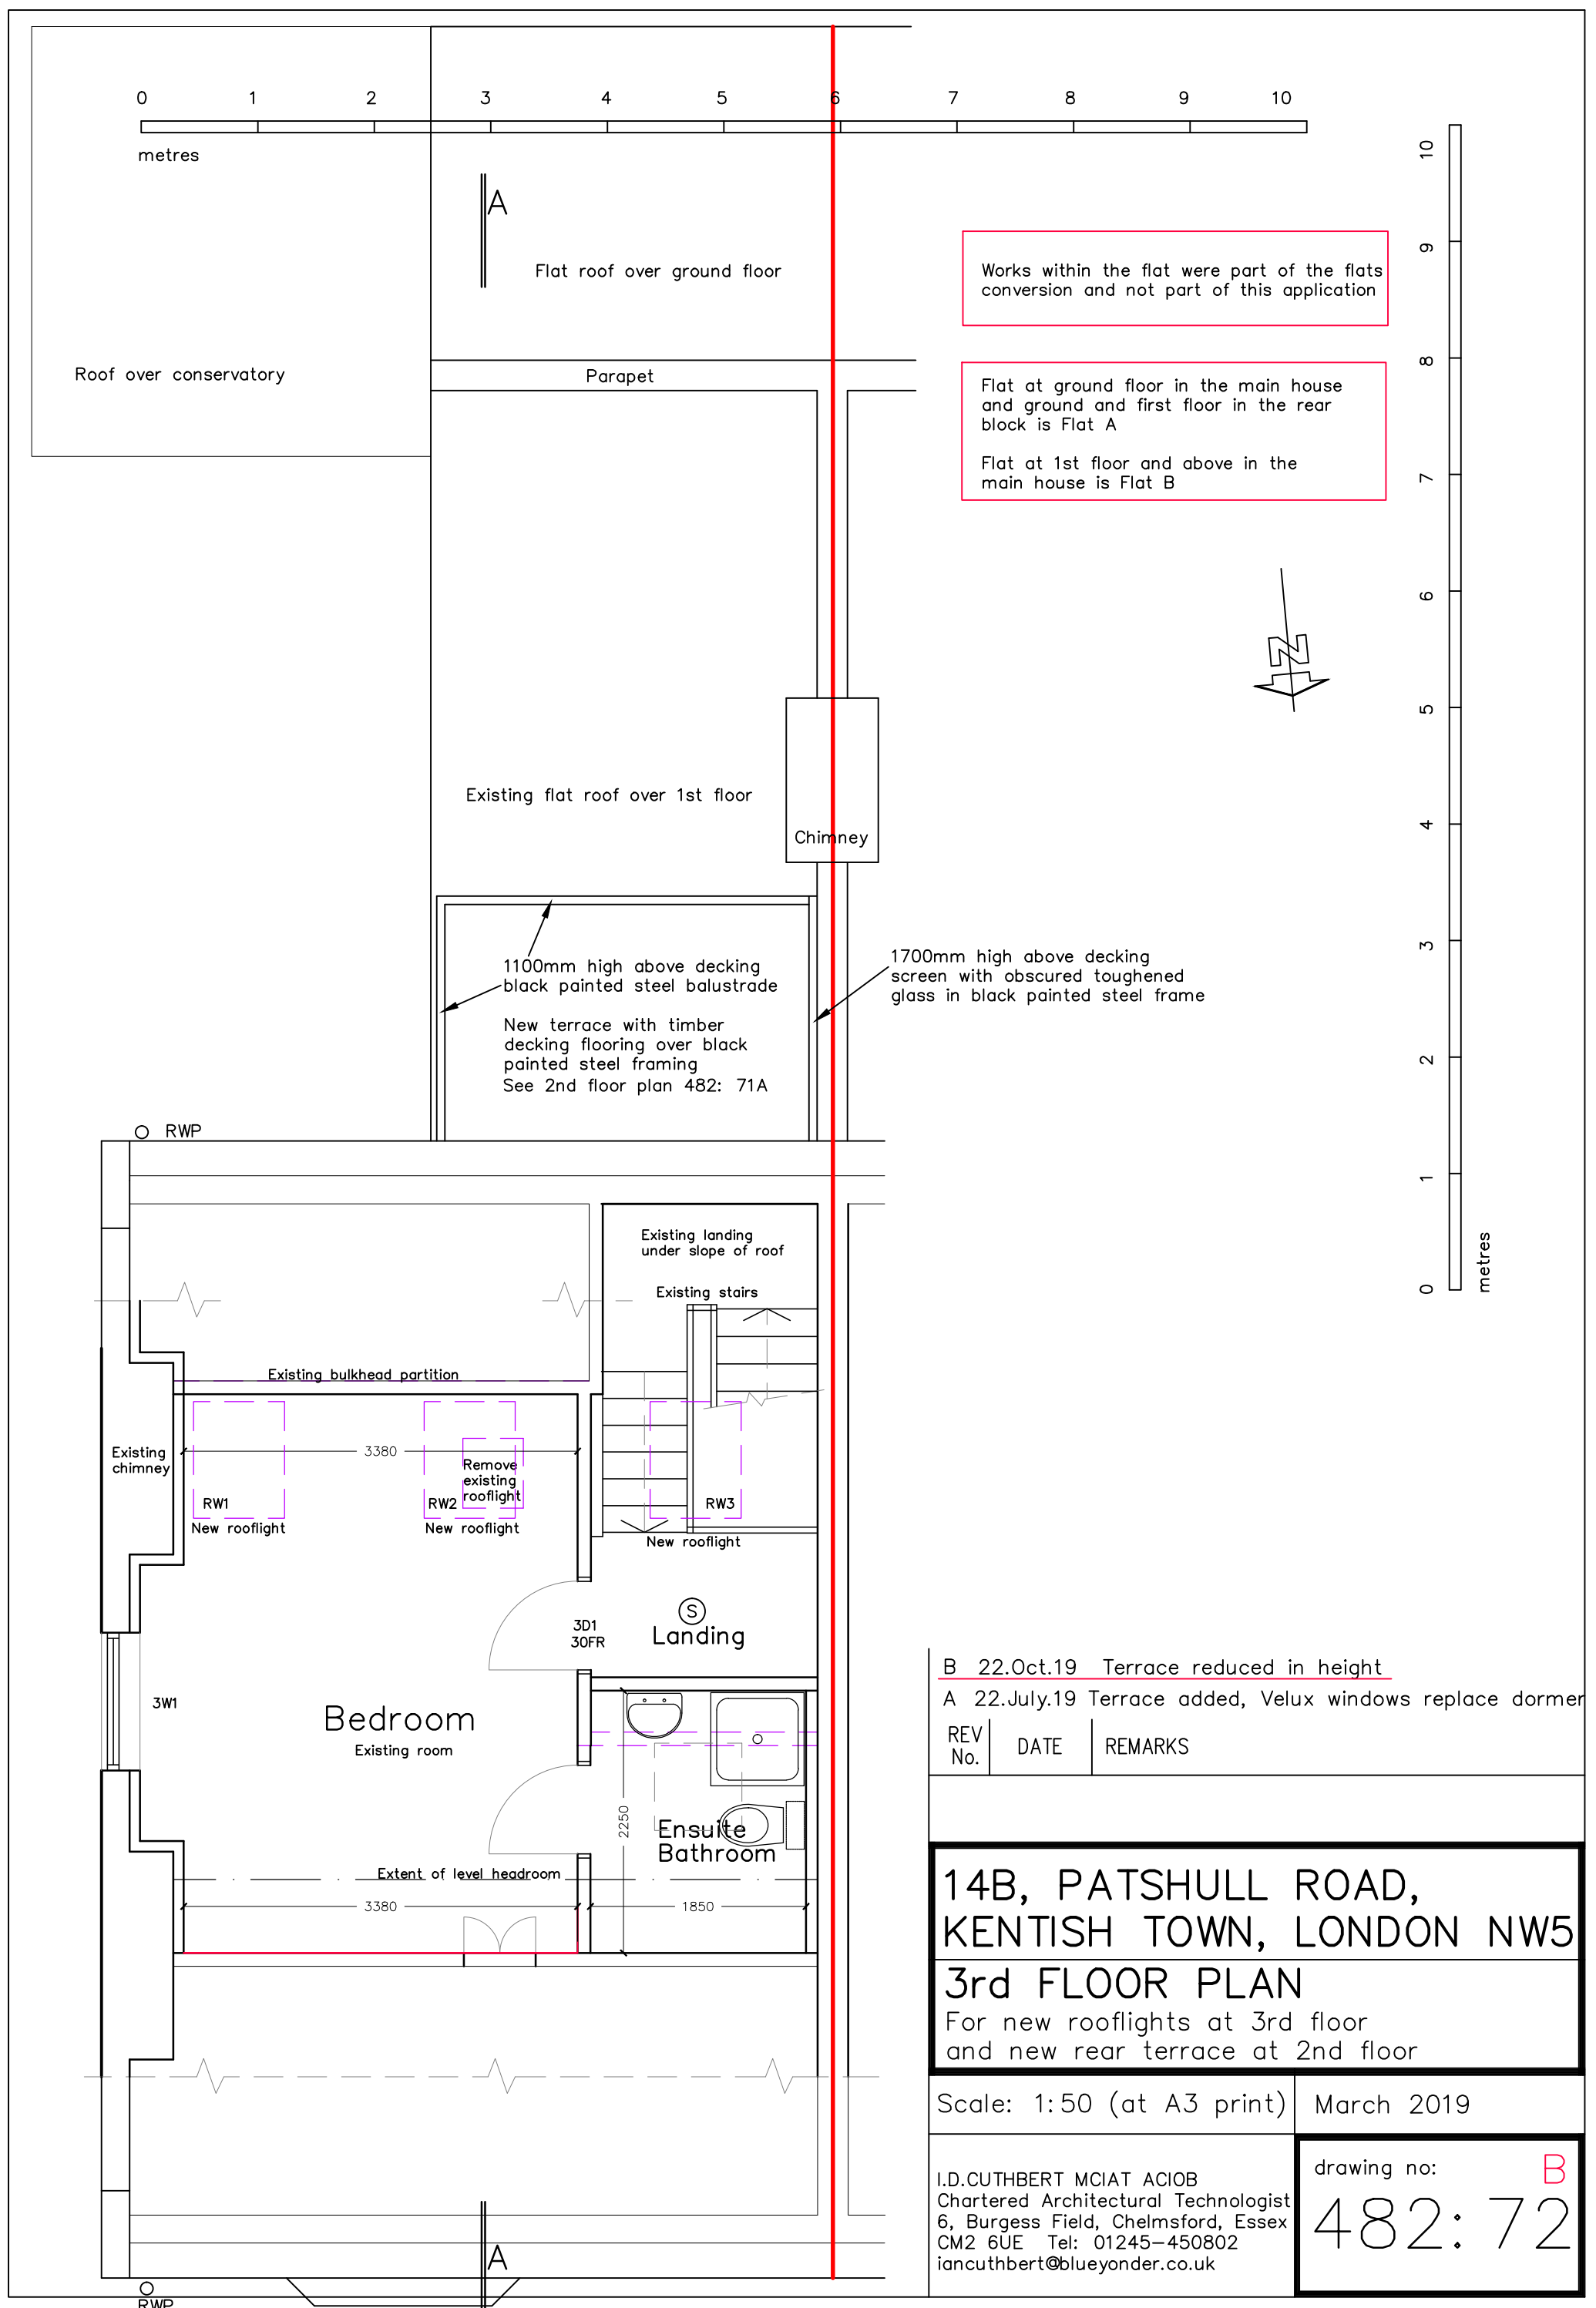 0 1 2 3 4 5 6 7 8 9 10
metres
A
Flat roof over ground floor
Roof over conservatory
Parapet
Works within the flat were part of the flats
conversion and not part of this application
Flat at ground floor in the main house
and ground and first floor in the rear
block is Flat A
Flat at 1st floor and above in the
main house is Flat B
N
10
9
8
7
6
5
4
3
2
1
0
metres
Existing flat roof over 1st floor
Chimney
1100mm high above decking
black painted steel balustrade
New terrace with timber
decking flooring over black
painted steel framing
See 2nd floor plan 482: 71A
1700mm high above decking
screen with obscured toughened
glass in black painted steel frame
RWP
Existing landing
under slope of roof
Existing stairs
Existing bulkhead partition
Existing
chimney
3380
Remove
existing
rooflight
RW1
RW2
RW3
New rooflight
New rooflight
New rooflight
3D1
30FR
S
Landing
3W1
Bedroom
Existing room
2250
Ensuite
Bathroom
Extent of level headroom
3380
1850
A
RWP
B 22.Oct.19 Terrace reduced in height
A 22.July.19 Terrace added, Velux windows replace dormer
REV
No.
DATE
REMARKS
14B, PATSHULL ROAD,
KENTISH TOWN, LONDON NW5
3rd FLOOR PLAN
For new rooflights at 3rd floor
and new rear terrace at 2nd floor
Scale: 1:50 (at A3 print)
March 2019
I.D.CUTHBERT MCIAT ACIOB
Chartered Architectural Technologist
6, Burgess Field, Chelmsford, Essex
CM2 6UE Tel: 01245-450802
iancuthbert@blueyonder.co.uk
drawing no:
B
482:72